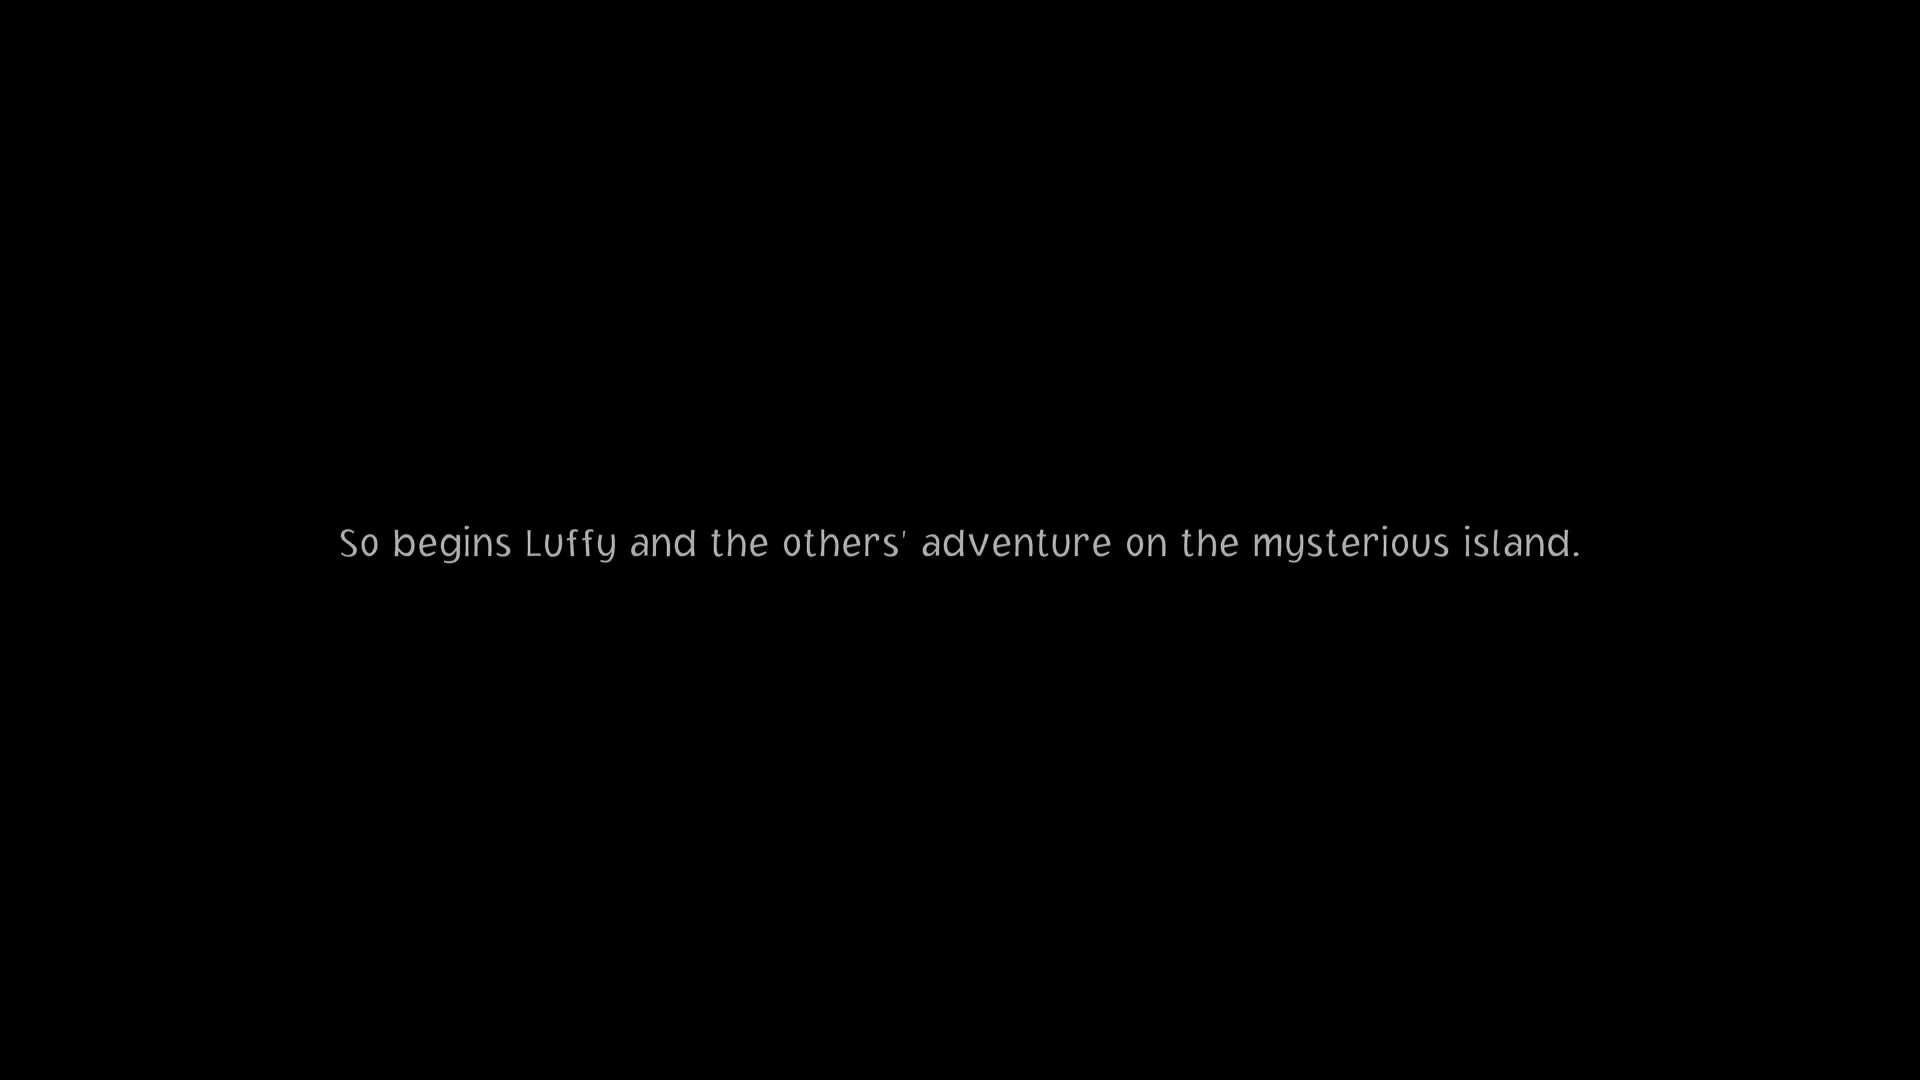 So begins Luffy and the others' adventure on the mysterious island.